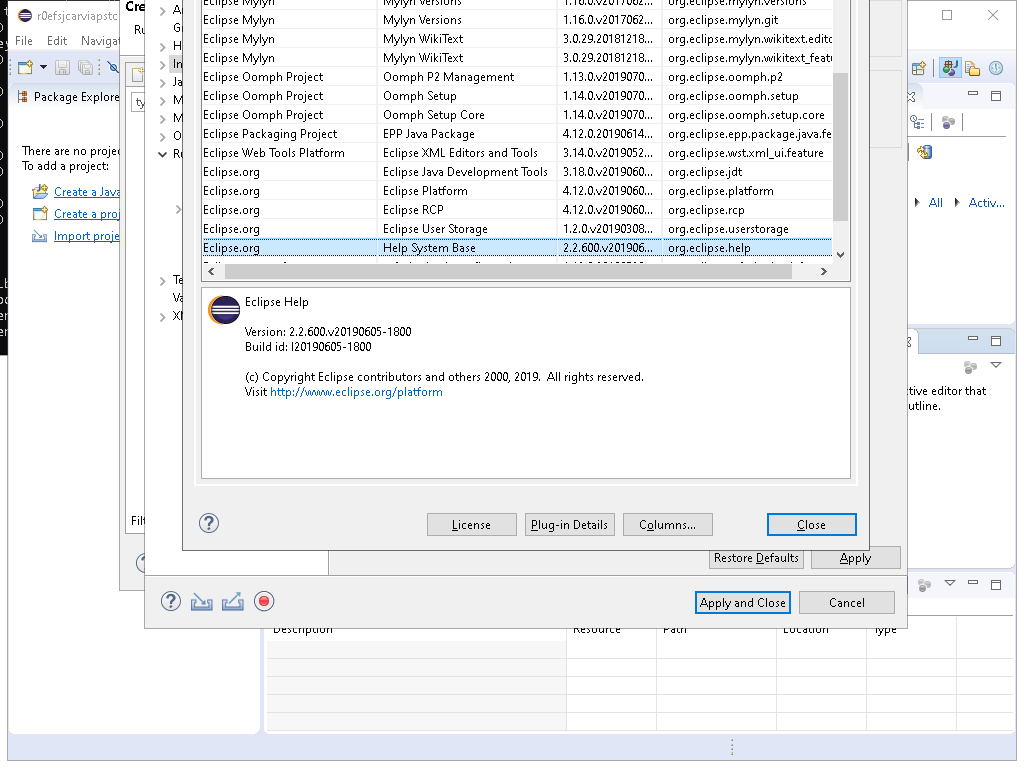 r0efsjcarviapstc
File Edit Navigat
Package Explore
There are no projec
To add a project:
Create a Java
Create a proj
Import proje
Cre
Ru
ty
Filt
A
G
H
In
Ja
M
M
O
Ru
Te
Va
XM
Eclipse Mylyn Mylyn Versions 1.16.0.v2017062... org.eclipse.mylyn.versions
Eclipse Mylyn Mylyn Versions 1.16.0.v2017062... org.eclipse.mylyn.git
Eclipse Mylyn Mylyn WikiText 3.0.29.20181218... org.eclipse.mylyn.wikitext.edito
Eclipse Mylyn Mylyn WikiText 3.0.29.20181218... org.eclipse.mylyn.wikitext_featu
Eclipse Oomph Project Oomph P2 Management 1.13.0.v2019070... org.eclipse.oomph.p2
Eclipse Oomph Project Oomph Setup 1.14.0.v2019070... org.eclipse.oomph.setup
Eclipse Oomph Project Oomph Setup Core 1.14.0.v2019070... org.eclipse.oomph.setup.core
Eclipse Packaging Project EPP Java Package 4.12.0.20190614... org.eclipse.epp.package.java.fe
Eclipse Web Tools Platform Eclipse XML Editors and Tools 3.14.0.v2019052... org.eclipse.wst.xml_ui.feature
Eclipse.org Eclipse Java Development Tools 3.18.0.v2019060... org.eclipse.jdt
Eclipse.org Eclipse Platform 4.12.0.v2019060... org.eclipse.platform
Eclipse.org Eclipse RCP 4.12.0.v2019060... org.eclipse.rcp
Eclipse.org Eclipse User Storage 1.2.0.v20190308... org.eclipse.userstorage
Eclipse.org Help System Base 2.2.600.v201906... org.eclipse.help
Eclipse Help
Version: 2.2.600.v20190605-1800
Build id: I20190605-1800
(c) Copyright Eclipse contributors and others 2000, 2019. All rights reserved.
Visit http://www.eclipse.org/platform
License Plug-in Details Columns... Close
Restore Defaults Apply
Apply and Close Cancel
All Activ...
ctive editor that
utline.
Description Resource Path Location Type